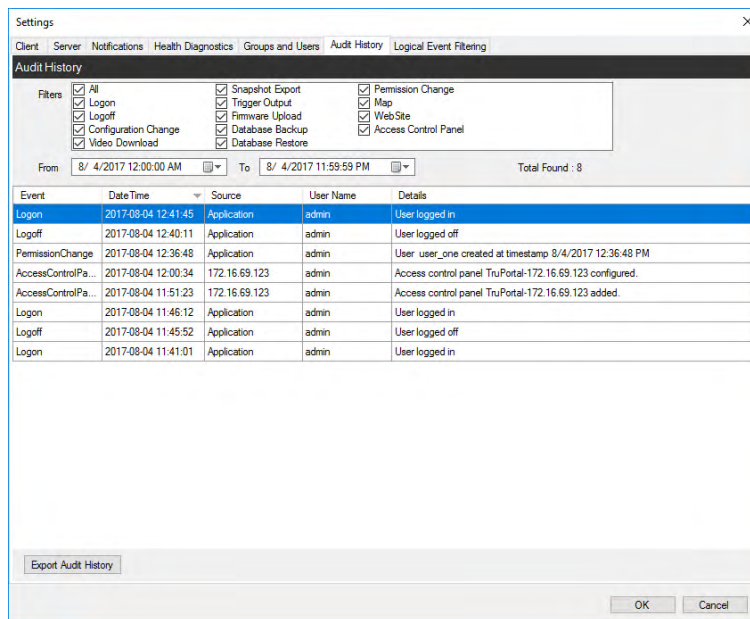 Settings
Client Server Notifications Health Diagnostics Groups and Users Audit History Logical Event Filtering
Audit History
Filters All Snapshot Export Permission Change
Logon Trigger Output Map
Logoff Firmware Upload WebSite
Configuration Change Database Backup Access Control Panel
Video Download Database Restore
From 8/ 4/2017 12:00:00 AM To 8/ 4/2017 11:59:59 PM Total Found : 8
Event DateTime Source User Name Details
Logon 2017-08-04 12:41:45 Application admin User logged in
Logoff 2017-08-04 12:40:11 Application admin User logged off
PermissionChange 2017-08-04 12:36:48 Application admin User user_one created at timestamp 8/4/2017 12:36:48 PM
AccessControlPa... 2017-08-04 12:00:34 172.16.69.123 admin Access control panel TruPortal-172.16.69.123 configured.
AccessControlPa... 2017-08-04 11:51:23 172.16.69.123 admin Access control panel TruPortal-172.16.69.123 added.
Logon 2017-08-04 11:46:12 Application admin User logged in
Logoff 2017-08-04 11:45:52 Application admin User logged off
Logon 2017-08-04 11:41:01 Application admin User logged in
Export Audit History
OK Cancel